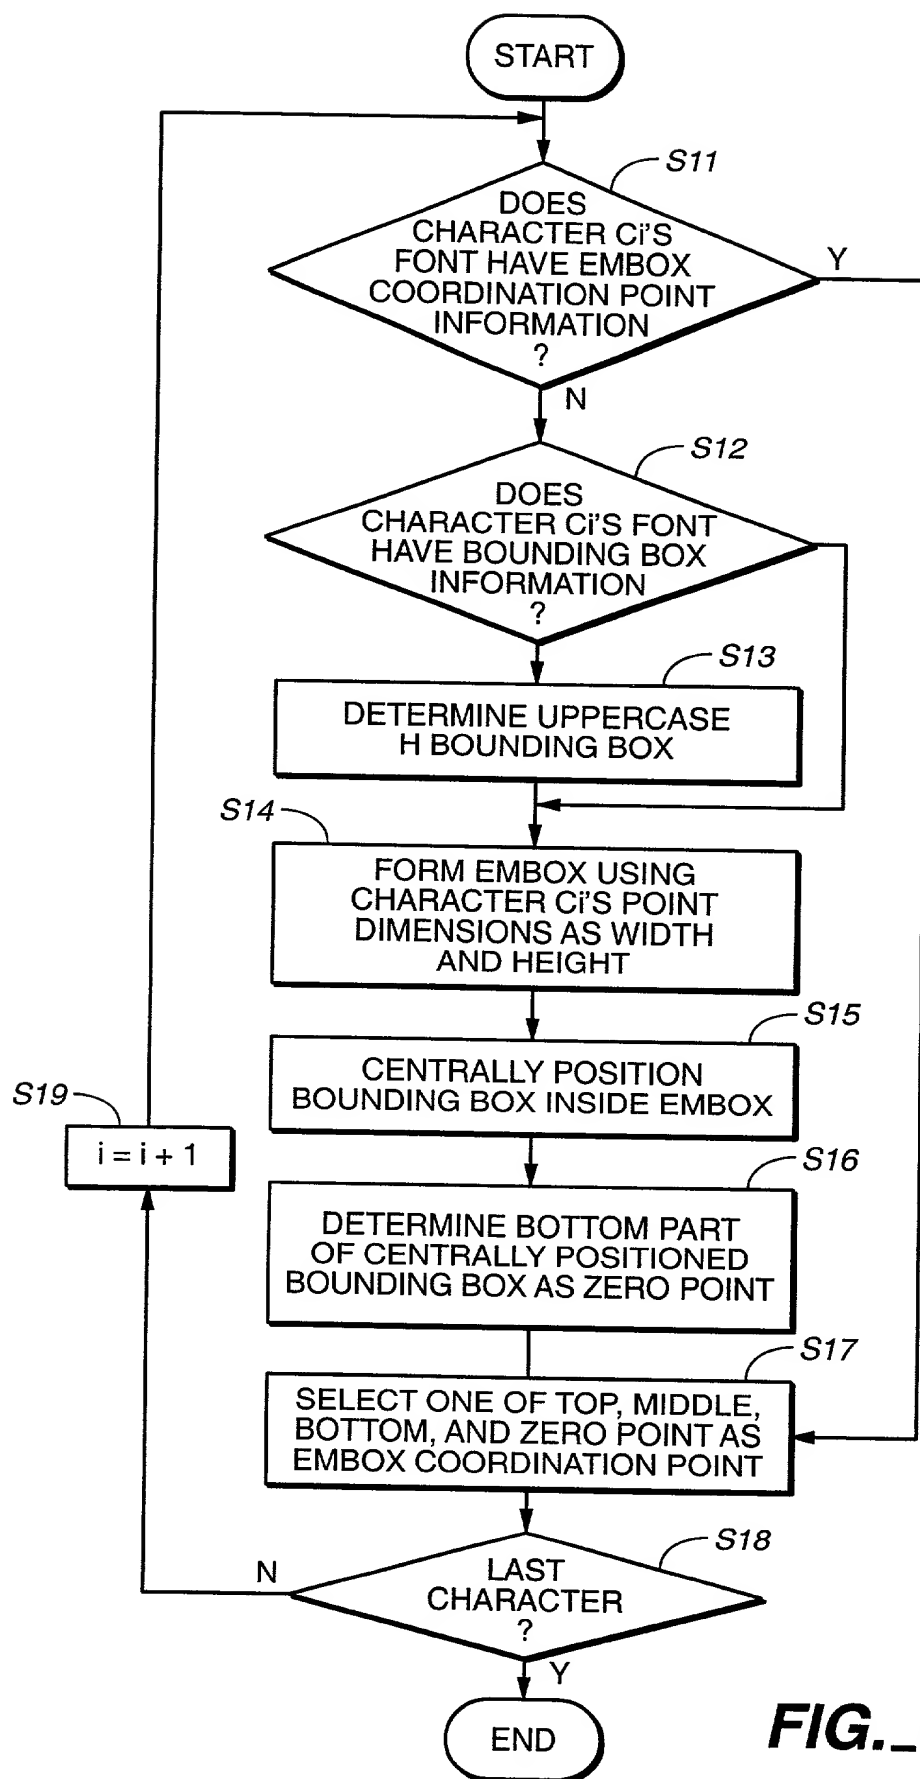 START
S11
DOES
CHARACTER Ci'S
FONT HAVE EMBOX
COORDINATION POINT
INFORMATION
?
Y
N
S12
DOES
CHARACTER Ci'S FONT
HAVE BOUNDING BOX
INFORMATION
?
S13
DETERMINE UPPERCASE
H BOUNDING BOX
S14
FORM EMBOX USING
CHARACTER Ci'S POINT
DIMENSIONS AS WIDTH
AND HEIGHT
S15
CENTRALLY POSITION
BOUNDING BOX INSIDE EMBOX
S19
i = i + 1
S16
DETERMINE BOTTOM PART
OF CENTRALLY POSITIONED
BOUNDING BOX AS ZERO POINT
S17
SELECT ONE OF TOP, MIDDLE,
BOTTOM, AND ZERO POINT AS
EMBOX COORDINATION POINT
S18
N
LAST
CHARACTER
?
Y
END
FIG._